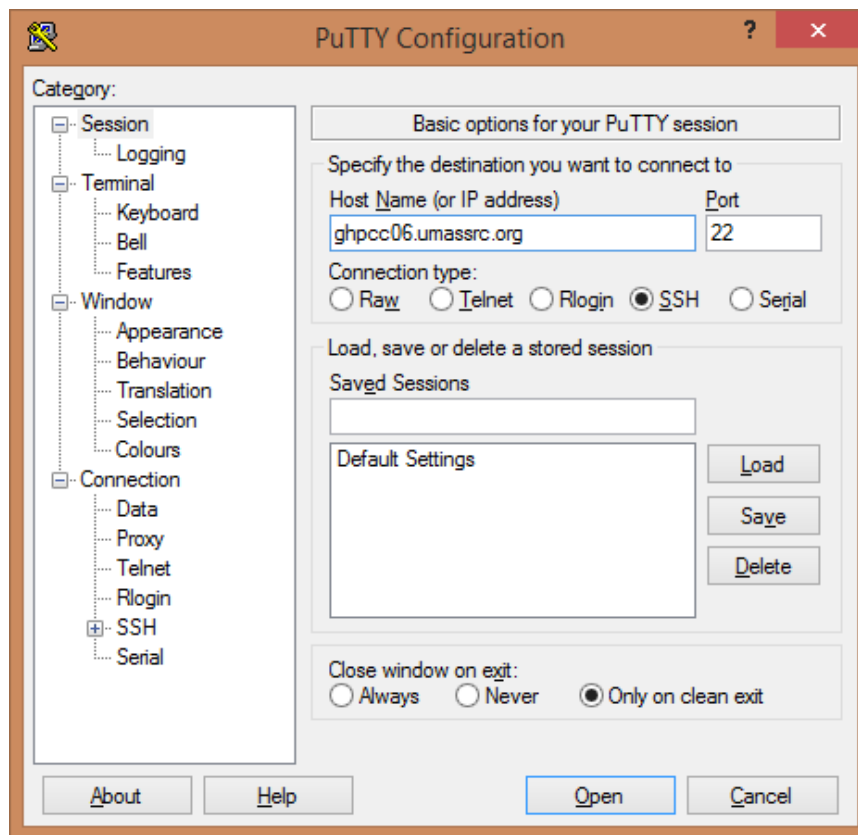 PuTTY Configuration
?
×
Category:
Session
Logging
Terminal
Keyboard
Bell
Features
Window
Appearance
Behaviour
Translation
Selection
Colours
Connection
Data
Proxy
Telnet
Rlogin
SSH
Serial
Basic options for your PuTTY session
Specify the destination you want to connect to
Host Name (or IP address) Port
ghpcc06.umassrc.org 22
Connection type:
Raw Telnet Rlogin SSH Serial
Load, save or delete a stored session
Saved Sessions
Default Settings
Load
Save
Delete
Close window on exit:
Always Never Only on clean exit
About Help Open Cancel